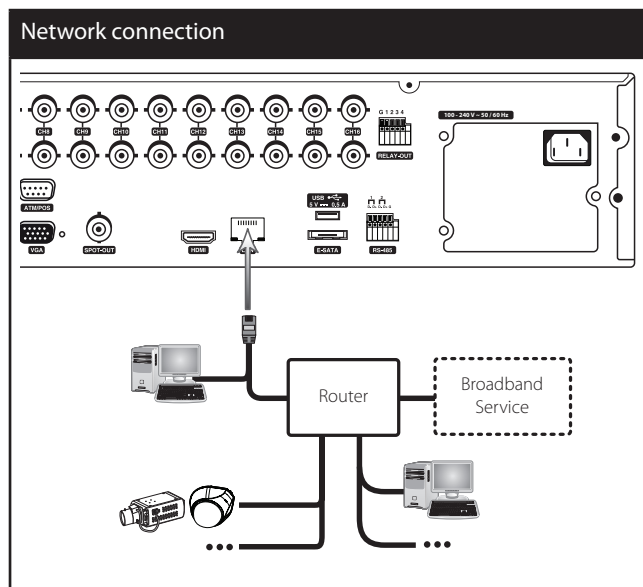 Network connection
G 1 2 3 4
CH8 CH9 CH10 CH11 CH12 CH13 CH14 CH15 CH16
RELAY-OUT
100 - 240 V ~ 50 / 60 Hz
ATM/POS
USB
5 V 0.5 A
VGA
SPOT-OUT
HDMI
E-SATA
RS-485
Router
Broadband
Service